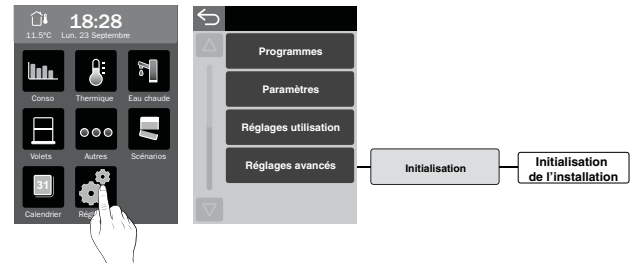 18:28
11.5°C Lun. 23 Septembre
Conso Thermique Eau chaude
Volets Autres Scénarios
31
Calendrier
Programmes
Paramètres
Réglages utilisation
Réglages avancés
Initialisation
Initialisation
de l'installation